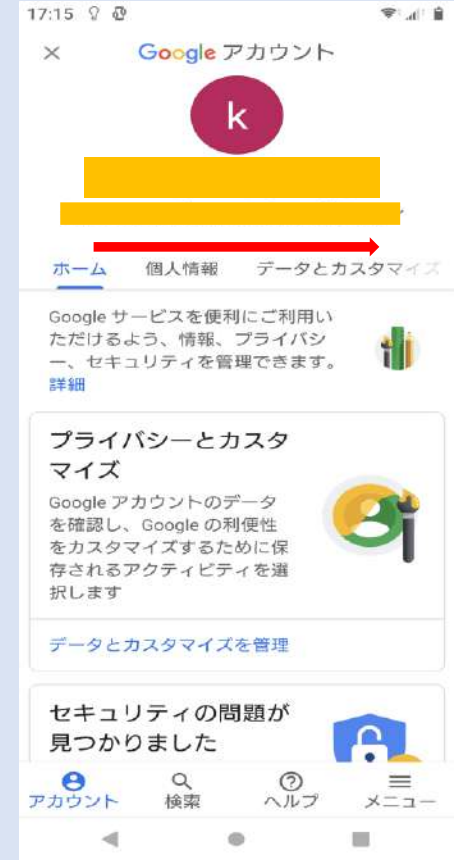 17:15
Google アカウント
k
ホーム 個人情報 データとカスタマイズ
Google サービスを便利にご利用い
ただけるよう、情報、プライバシ
ー、セキュリティを管理できます。
詳細
プライバシーとカスタ
マイズ
Google アカウントのデータ
を確認し、Google の利便性
をカスタマイズするために保
存されるアクティビティを選
択します
データとカスタマイズを管理
セキュリティの問題が
見つかりました
アカウント 検索 ヘルプ メニュー